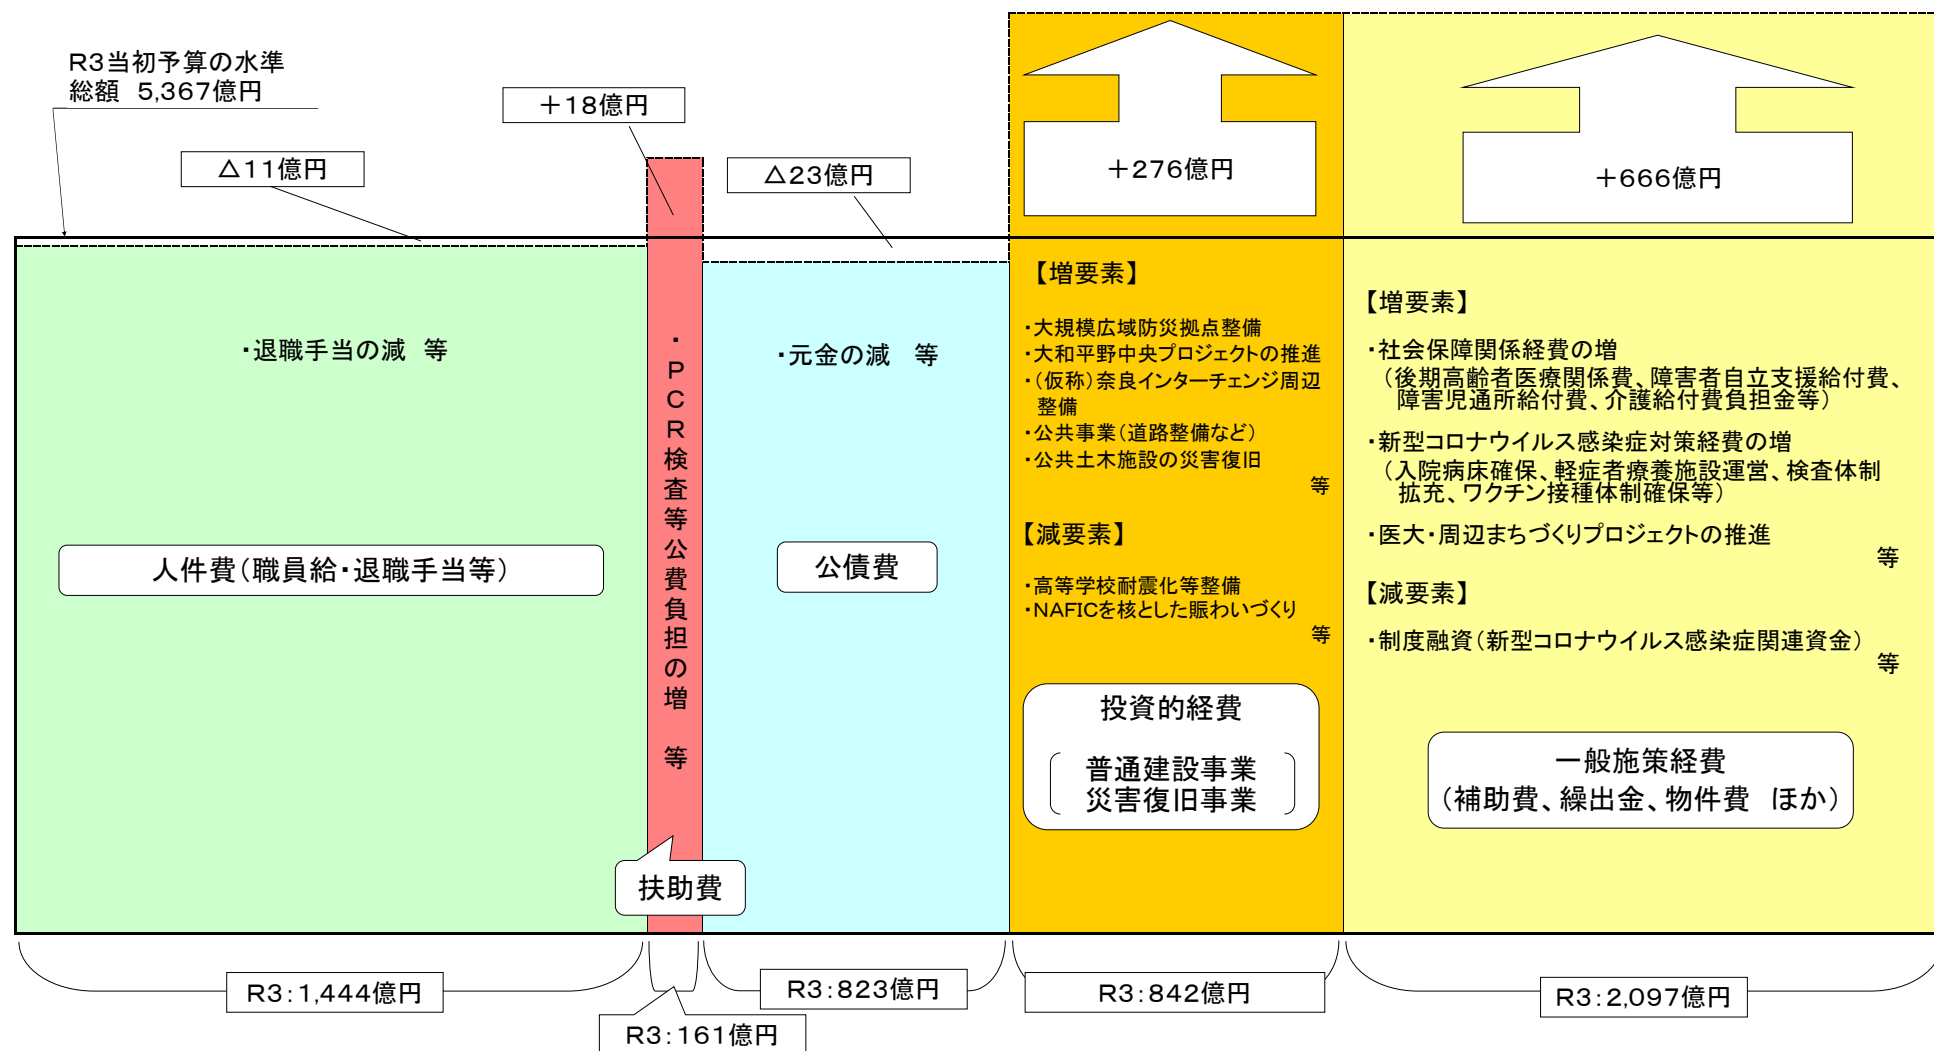 R3当初予算の水準
総額 5,367億円
△11億円
＋18億円
△23億円
＋276億円
＋666億円
・退職手当の減 等
人件費(職員給・退職手当等)
・PCR検査等公費負担の増 等
扶助費
・元金の減 等
公債費
【増要素】
・大規模広域防災拠点整備
・大和平野中央プロジェクトの推進
・(仮称)奈良インターチェンジ周辺
整備
・公共事業(道路整備など)
・公共土木施設の災害復旧
等
【減要素】
・高等学校耐震化等整備
・NAFICを核とした賑わいづくり
等
投資的経費
普通建設事業
災害復旧事業
【増要素】
・社会保障関係経費の増
(後期高齢者医療関係費、障害者自立支援給付費、
障害児通所給付費、介護給付費負担金等)
・新型コロナウイルス感染症対策経費の増
(入院病床確保、軽症者療養施設運営、検査体制
拡充、ワクチン接種体制確保等)
・医大・周辺まちづくりプロジェクトの推進
等
【減要素】
・制度融資(新型コロナウイルス感染症関連資金)
等
一般施策経費
(補助費、繰出金、物件費 ほか)
R3:1,444億円
R3:161億円
R3:823億円
R3:842億円
R3:2,097億円